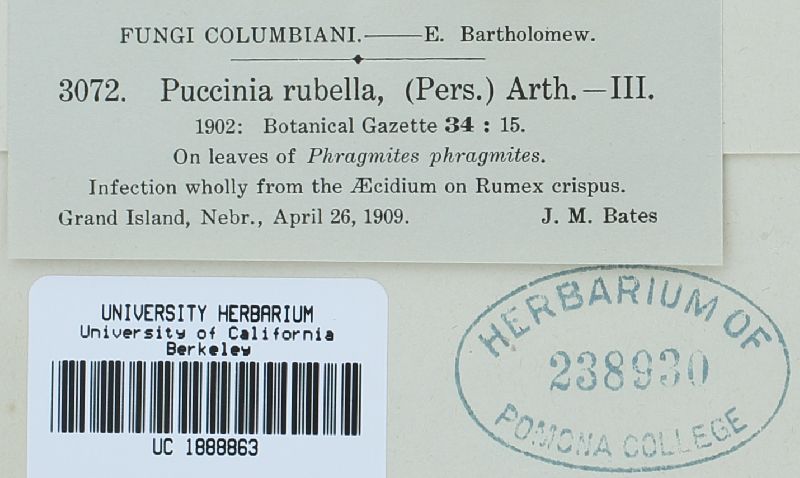 FUNGI COLUMBIANI.——E. Bartholomew.
3072. Puccinia rubella, (Pers.) Arth.—III.
1902: Botanical Gazette 34 : 15.
On leaves of Phragmites phragmites.
Infection wholly from the Æcidium on Rumex crispus.
Grand Island, Nebr., April 26, 1909. J. M. Bates
UNIVERSITY HERBARIUM
University of California
Berkeley
UC 1888863
HERBARIUM OF
238930
POMONA COLLEGE